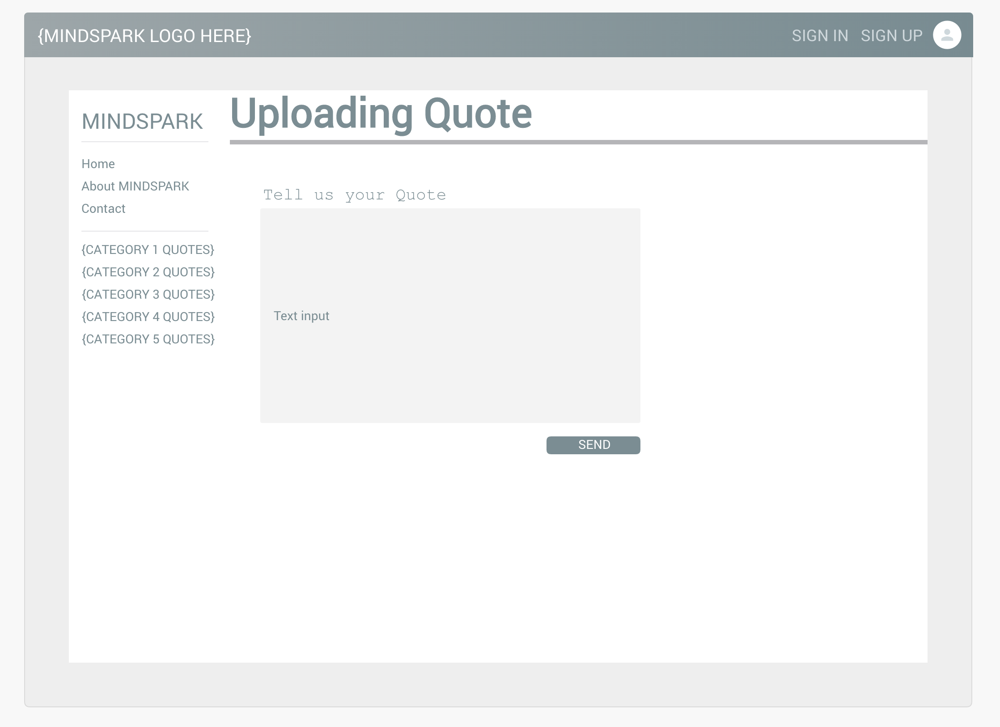 {MINDSPARK LOGO HERE}
SIGN IN SIGN UP
MINDSPARK
Home
About MINDSPARK
Contact
{CATEGORY 1 QUOTES}
{CATEGORY 2 QUOTES}
{CATEGORY 3 QUOTES}
{CATEGORY 4 QUOTES}
{CATEGORY 5 QUOTES}
Uploading Quote
Tell us your Quote
Text input
SEND